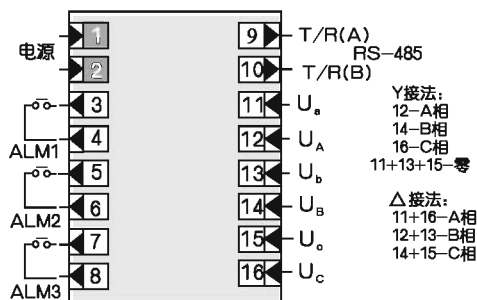 电源
1
2
3
4
5
6
7
8
ALM1
ALM2
ALM3
9 T/R(A)
RS-485
10 T/R(B)
11 Ua
12 UA
13 Ub
14 UB
15 Uc
16 UC
Y接法：
12-A相
14-B相
16-C相
11+13+15-零
△接法：
11+16-A相
12+13-B相
14+15-C相